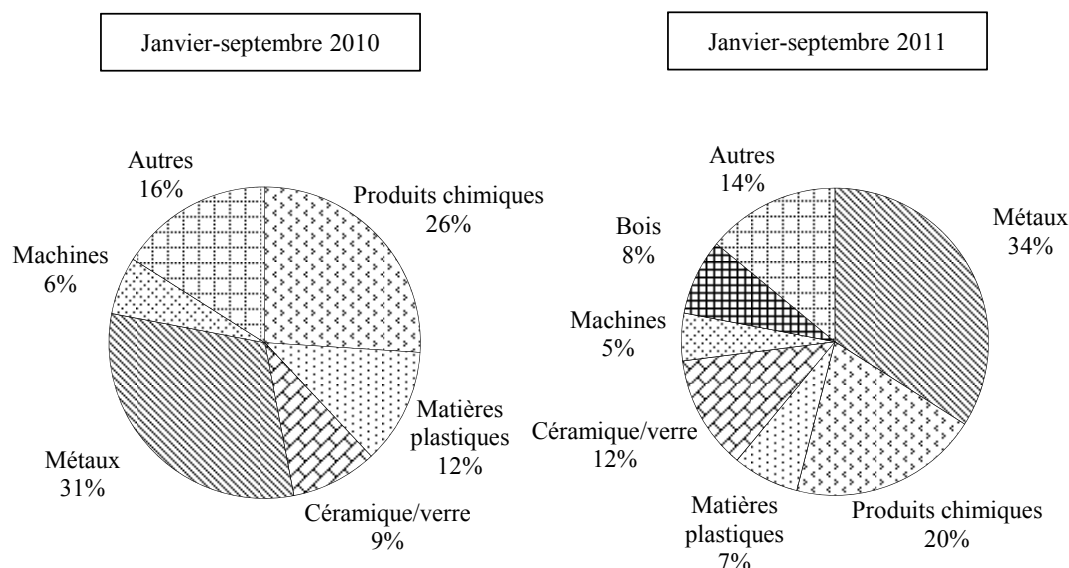 Janvier-septembre 2010
Autres
16%
Produits chimiques
26%
Machines
6%
Matières
plastiques
12%
Métaux
31%
Céramique/verre
9%
Janvier-septembre 2011
Autres
14%
Métaux
34%
Bois
8%
Machines
5%
Céramique/verre
12%
Matières
plastiques
7%
Produits chimiques
20%